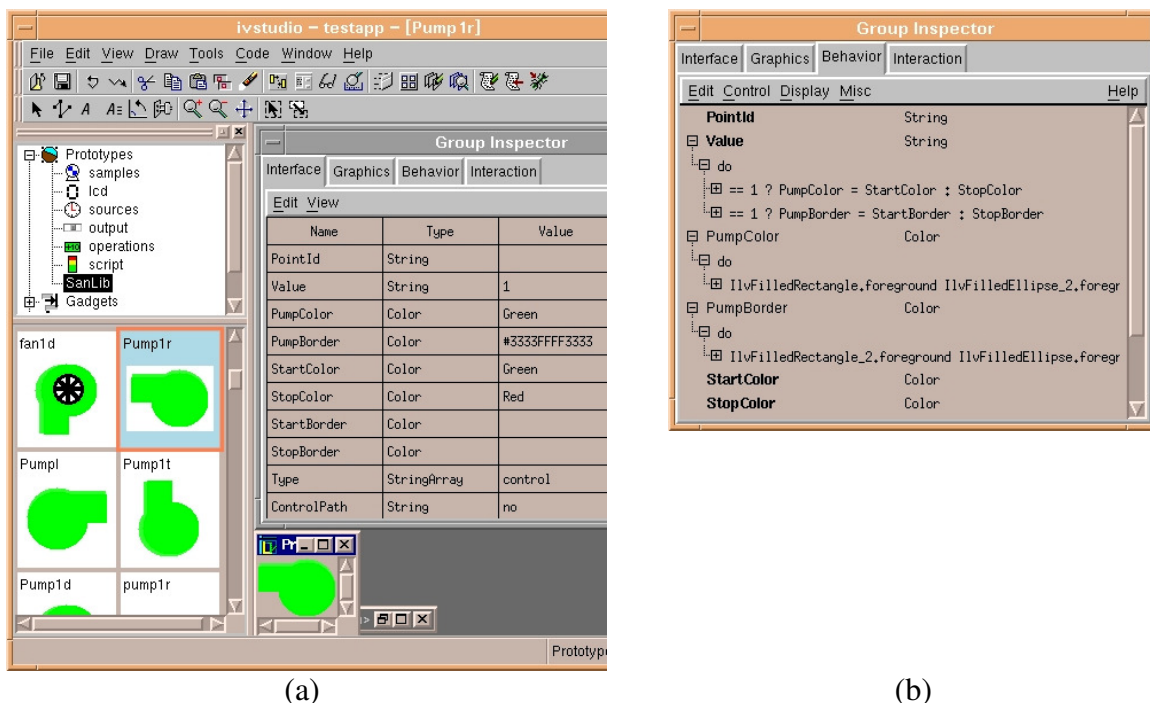 ivstudio – testapp – [Pump1r]
File Edit View Draw Tools Code Window Help
Prototypes
samples
lcd
sources
output
operations
script
SanLib
Gadgets
fan1d Pump1r
Pumpl Pump1t
Pump1d pump1r
Group Inspector
Interface Graphics Behavior Interaction
Edit View
Name Type Value
PointId String
Value String 1
PumpColor Color Green
PumpBorder Color #3333FFFF3333
StartColor Color Green
StopColor Color Red
StartBorder Color
StopBorder Color
Type StringArray control
ControlPath String no
Pr
Prototyp
(a)
Group Inspector
Interface Graphics Behavior Interaction
Edit Control Display Misc Help
PointId String
Value String
do
== 1 ? PumpColor = StartColor : StopColor
== 1 ? PumpBorder = StartBorder : StopBorder
PumpColor Color
do
IlvFilledRectangle.foreground IlvFilledEllipse_2.foregr
PumpBorder Color
do
IlvFilledRectangle_2.foreground IlvFilledEllipse.foregr
StartColor Color
StopColor Color
(b)